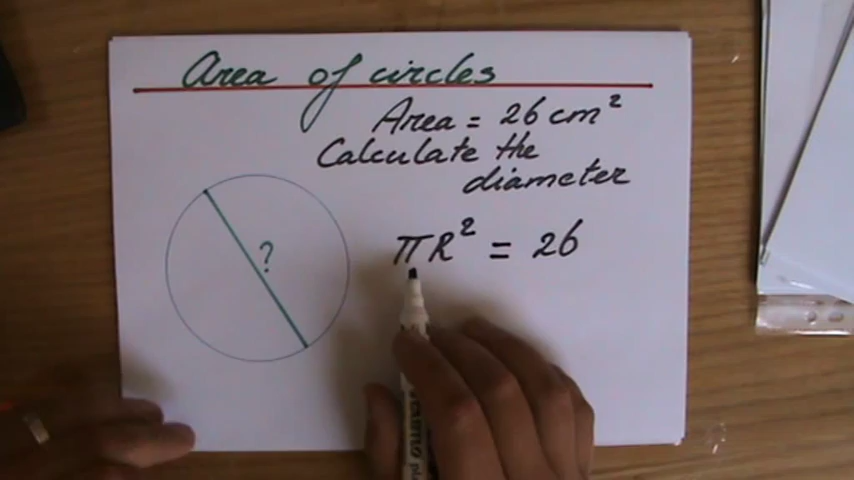 Area of circles
Area = 26 cm²
Calculate the
diameter
?
πR² = 26